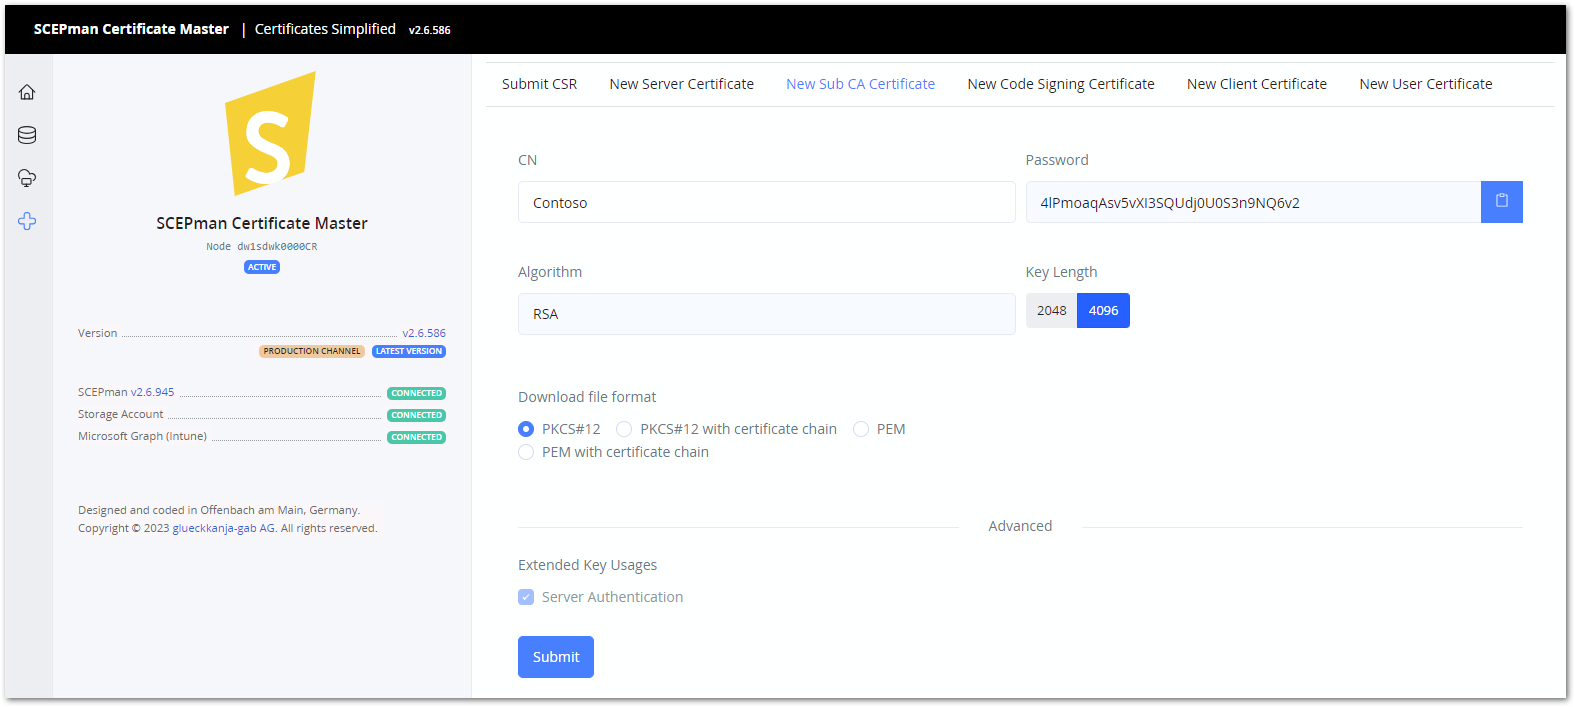 SCEPman Certificate Master | Certificates Simplified v2.6.586
S
SCEPman Certificate Master
Node dw1sdwk0000CR
ACTIVE
Version v2.6.586
PRODUCTION CHANNEL LATEST VERSION
SCEPman v2.6.945 CONNECTED
Storage Account CONNECTED
Microsoft Graph (Intune) CONNECTED
Designed and coded in Offenbach am Main, Germany.
Copyright © 2023 glueckkanja-gab AG. All rights reserved.
Submit CSR New Server Certificate New Sub CA Certificate New Code Signing Certificate New Client Certificate New User Certificate
CN Password
Contoso 4lPmoaqAsv5vXI3SQUdj0U0S3n9NQ6v2
Algorithm Key Length
RSA 2048 4096
Download file format
PKCS#12 PKCS#12 with certificate chain PEM
PEM with certificate chain
Advanced
Extended Key Usages
Server Authentication
Submit